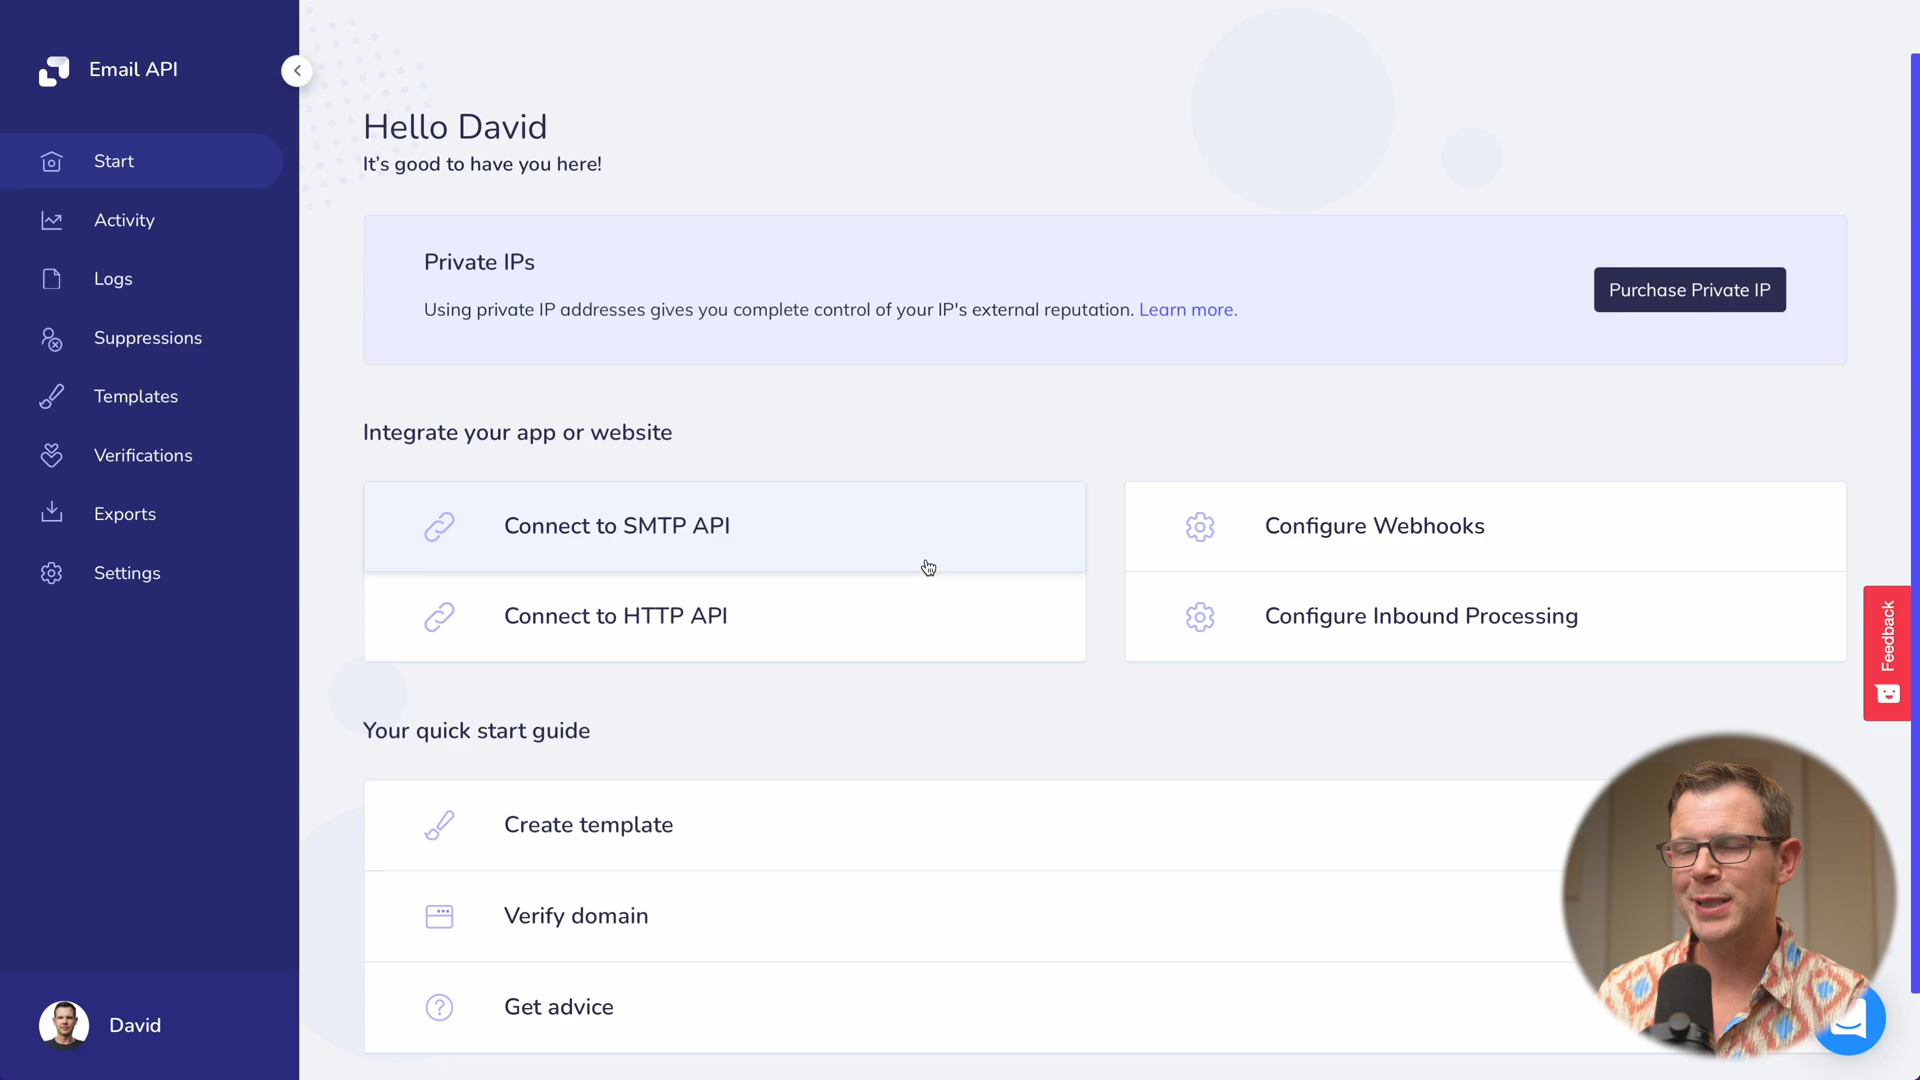 Email API
Start
Activity
Logs
Suppressions
Templates
Verifications
Exports
Settings
David
Hello David
It's good to have you here!
Private IPs
Using private IP addresses gives you complete control of your IP's external reputation. Learn more.
Purchase Private IP
Integrate your app or website
Connect to SMTP API
Connect to HTTP API
Configure Webhooks
Configure Inbound Processing
Your quick start guide
Create template
Verify domain
Get advice
Feedback